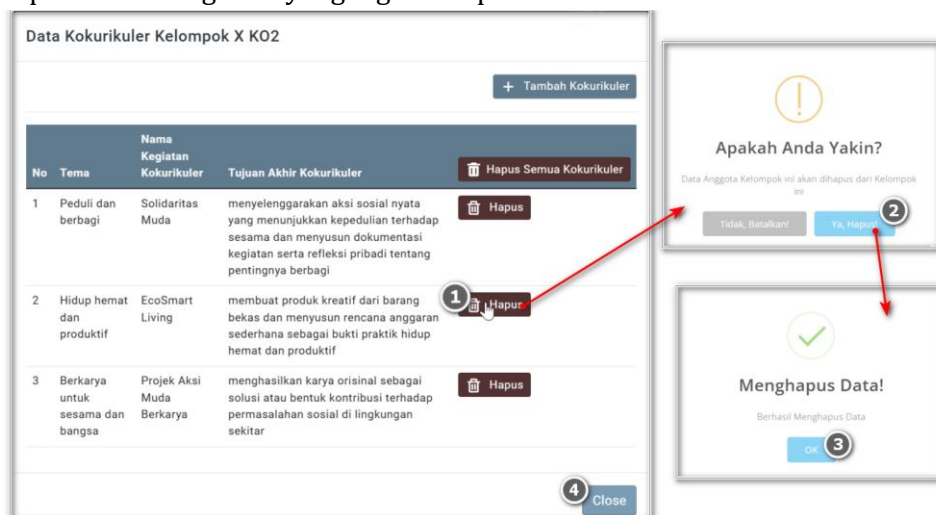 Data Kokurikuler Kelompok X KO2
+ Tambah Kokurikuler
No Tema Nama Kegiatan Kokurikuler Tujuan Akhir Kokurikuler Hapus Semua Kokurikuler
1 Peduli dan Solidaritas menyelenggarakan aksi sosial nyata Hapus
berbagi Muda yang menunjukkan kepedulian terhadap
sesama dan menyusun dokumentasi
kegiatan serta refleksi pribadi tentang
pentingnya berbagi
2 Hidup hemat EcoSmart membuat produk kreatif dari barang 1 Hapus
dan Living bekas dan menyusun rencana anggaran
produktif sederhana sebagai bukti praktik hidup
hemat dan produktif
3 Berkarya Projek Aksi menghasilkan karya orisinal sebagai Hapus
untuk Muda solusi atau bentuk kontribusi terhadap
sesama dan Berkarya permasalahan sosial di lingkungan
bangsa sekitar
4 Close
Apakah Anda Yakin?
Data Anggota Kelompok ini akan dihapus dari Kelompok
ini
Tidak, Batalkan! Ya, Hapus! 2
Menghapus Data!
Berhasil Menghapus Data
OK 3